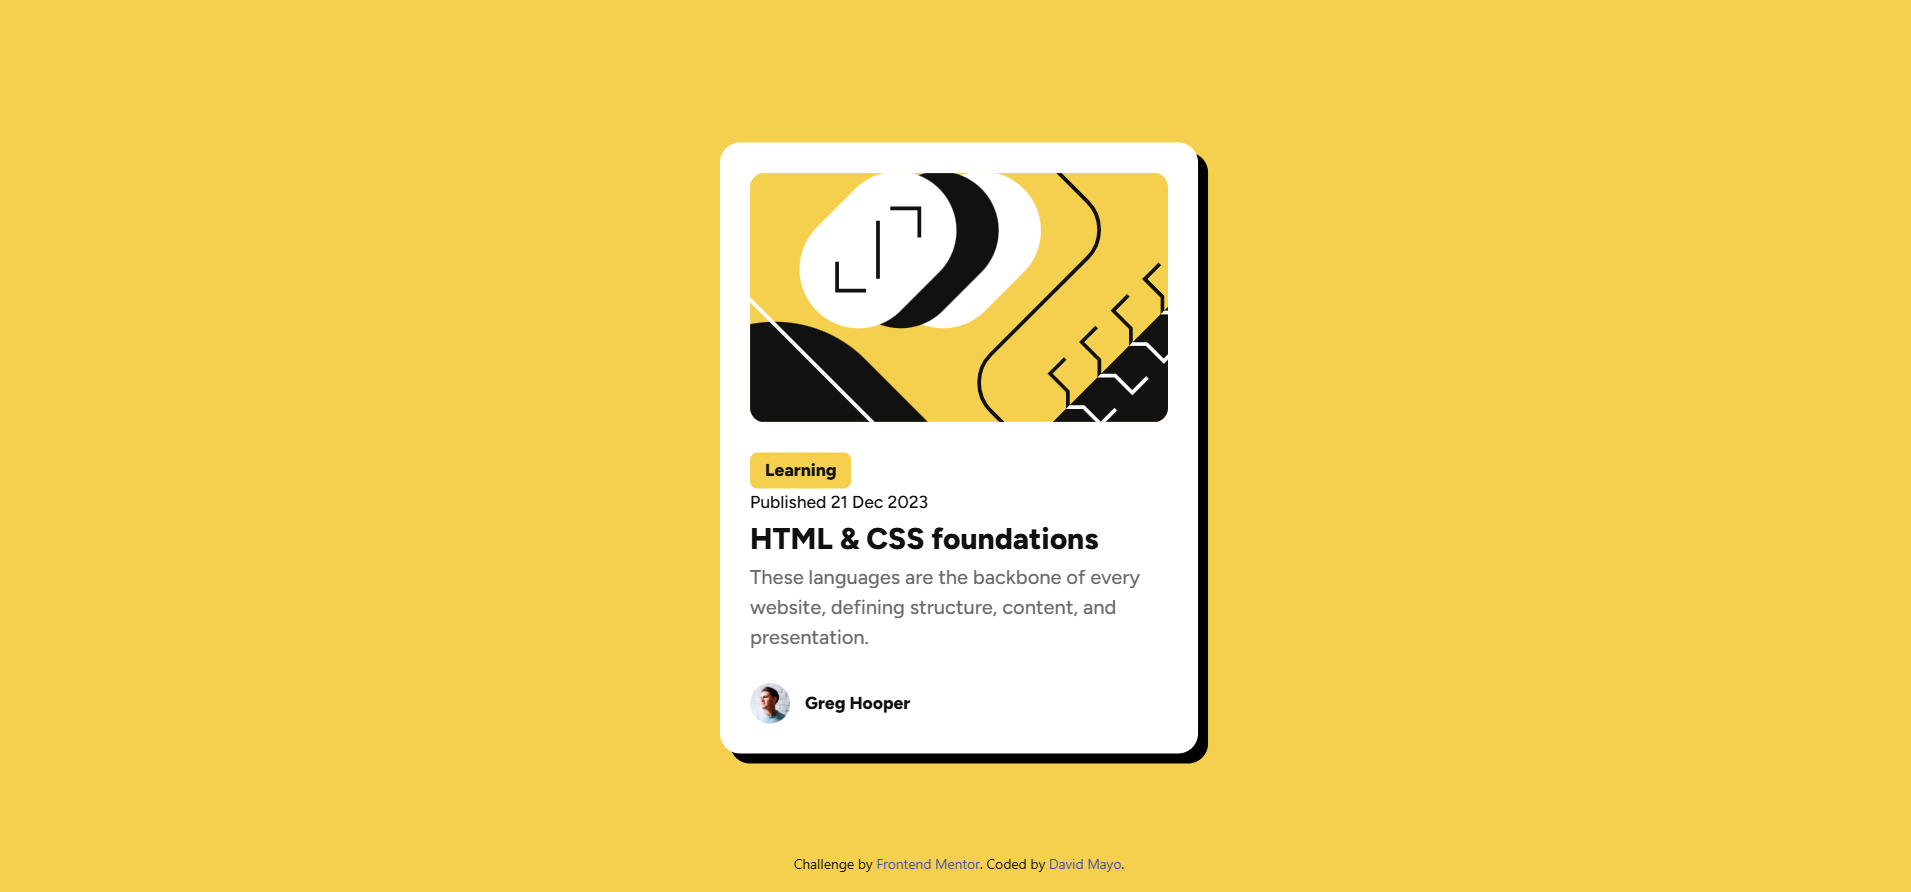 Learning
Published 21 Dec 2023
HTML & CSS foundations
These languages are the backbone of every
website, defining structure, content, and
presentation.
Greg Hooper
Challenge by Frontend Mentor. Coded by David Mayo.